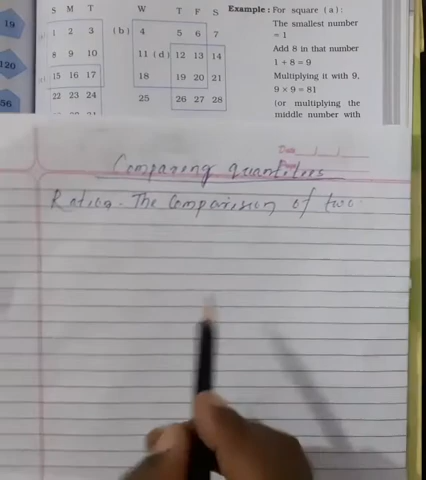 19
120
56
S M T W T F S
(a) 1 2 3 (b) 4 5 6 7
8 9 10 11 (d) 12 13 14
(c) 15 16 17 18 19 20 21
22 23 24 25 26 27 28
Example : For square (a) :
The smallest number
= 1
Add 8 in that number
1 + 8 = 9
Multiplying it with 9,
9 × 9 = 81
(or multiplying the
middle number with
Date
Comparing quantities
Ratios - The Comparision of two